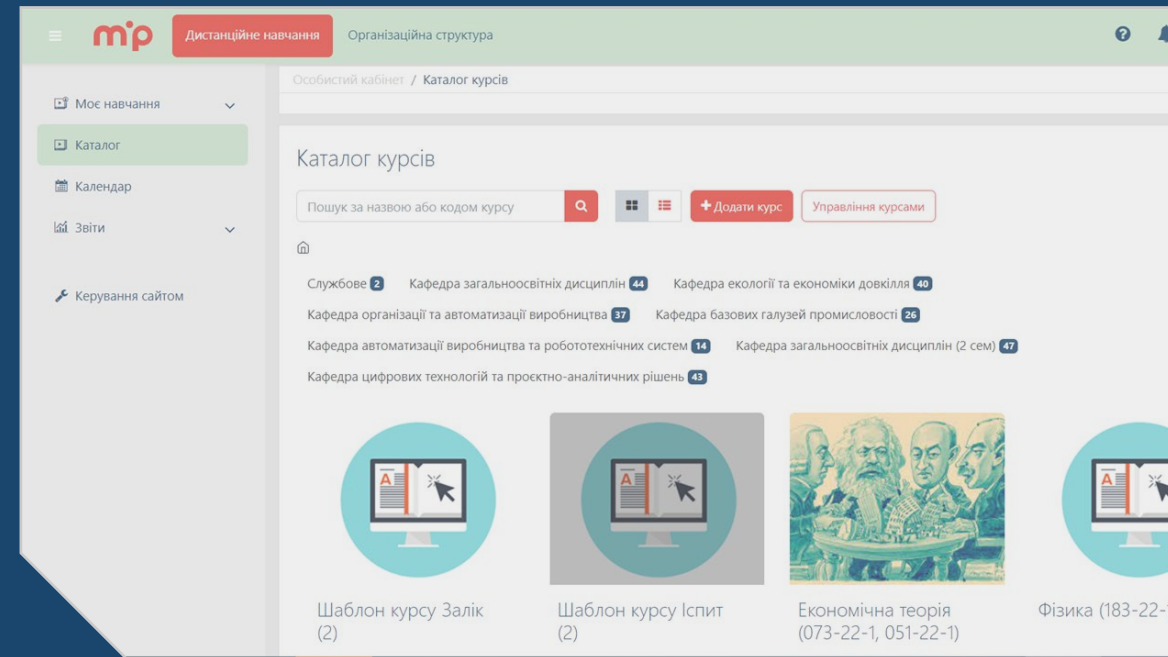 mip Дистанційне навчання Організаційна структура
Особистий кабінет / Каталог курсів
Моє навчання
Каталог
Календар
Звіти
Керування сайтом
Каталог курсів
Пошук за назвою або кодом курсу + Додати курс Управління курсами
Службове 2 Кафедра загальноосвітніх дисциплін 44 Кафедра екології та економіки довкілля 40
Кафедра організації та автоматизації виробництва 37 Кафедра базових галузей промисловості 26
Кафедра автоматизації виробництва та робототехнічних систем 14 Кафедра загальноосвітніх дисциплін (2 сем) 47
Кафедра цифрових технологій та проєктно-аналітичних рішень 43
A A A
Шаблон курсу Залік
(2)
Шаблон курсу Іспит
(2)
Економічна теорія
(073-22-1, 051-22-1)
Фізика (183-22-